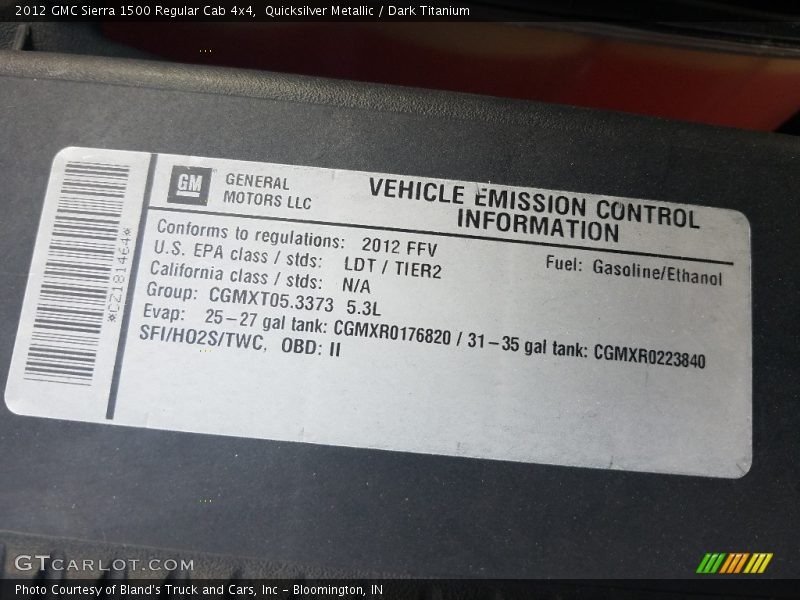 2012 GMC Sierra 1500 Regular Cab 4x4,  Quicksilver Metallic / Dark Titanium
GM
GENERAL
MOTORS LLC
VEHICLE EMISSION CONTROL
INFORMATION
Conforms to regulations: 2012 FFV
Fuel: Gasoline/Ethanol
U.S. EPA class / stds: LDT / TIER2
California class / stds: N/A
Group: CGMXT05.3373 5.3L
Evap: 25-27 gal tank: CGMXR0176820 / 31-35 gal tank: CGMXR0223840
SFI/HO2S/TWC, OBD: II
*CZ181464*
GTCARLOT.COM
Photo Courtesy of Bland's Truck and Cars, Inc - Bloomington, IN